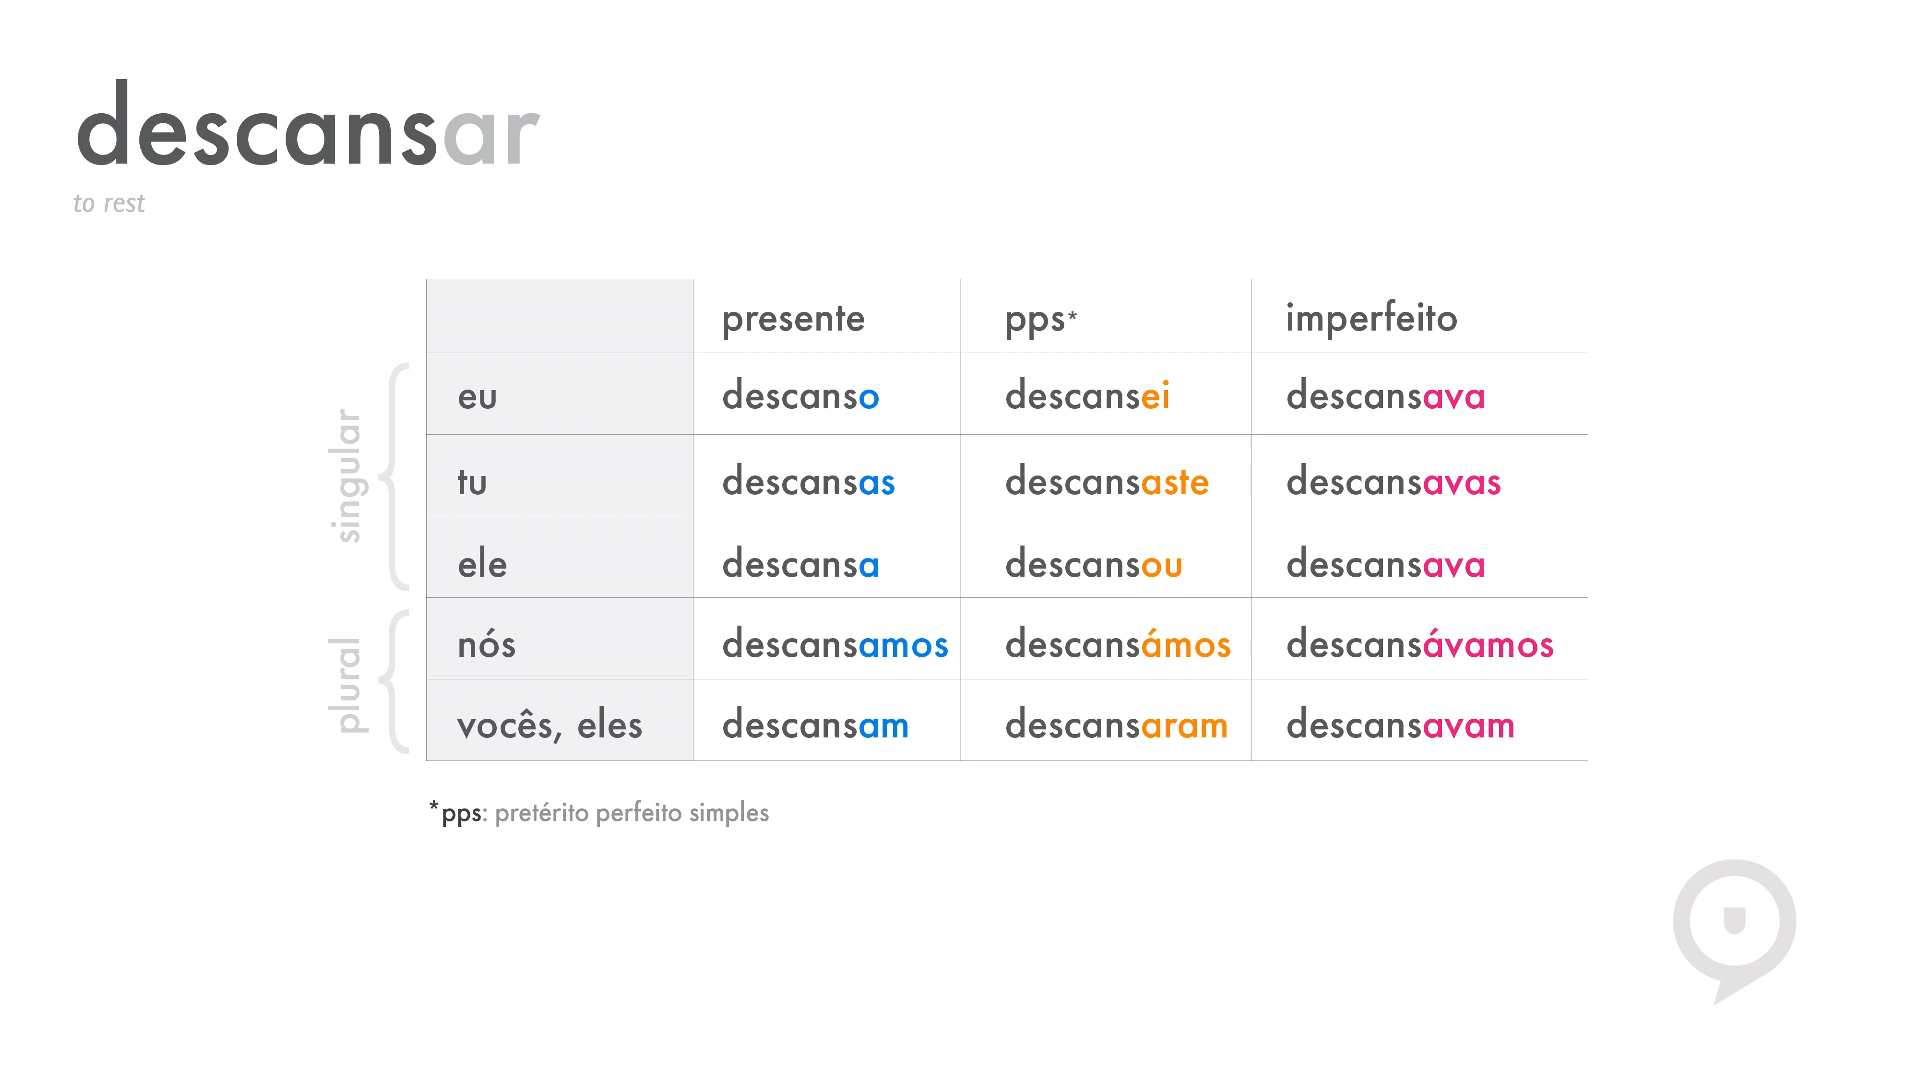 descansar
to rest
presente pps* imperfeito
singular
eu descanso descansei descansava
tu descansas descansaste descansavas
ele descansa descansou descansava
plural
nós descansamos descansámos descansávamos
vocês, eles descansam descansaram descansavam
*pps: pretérito perfeito simples